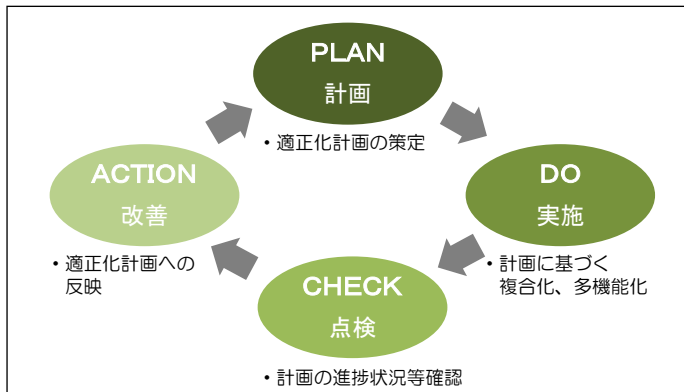 PLAN
計画
・適正化計画の策定
DO
実施
・計画に基づく
複合化、多機能化
CHECK
点検
・計画の進捗状況等確認
ACTION
改善
・適正化計画への
反映